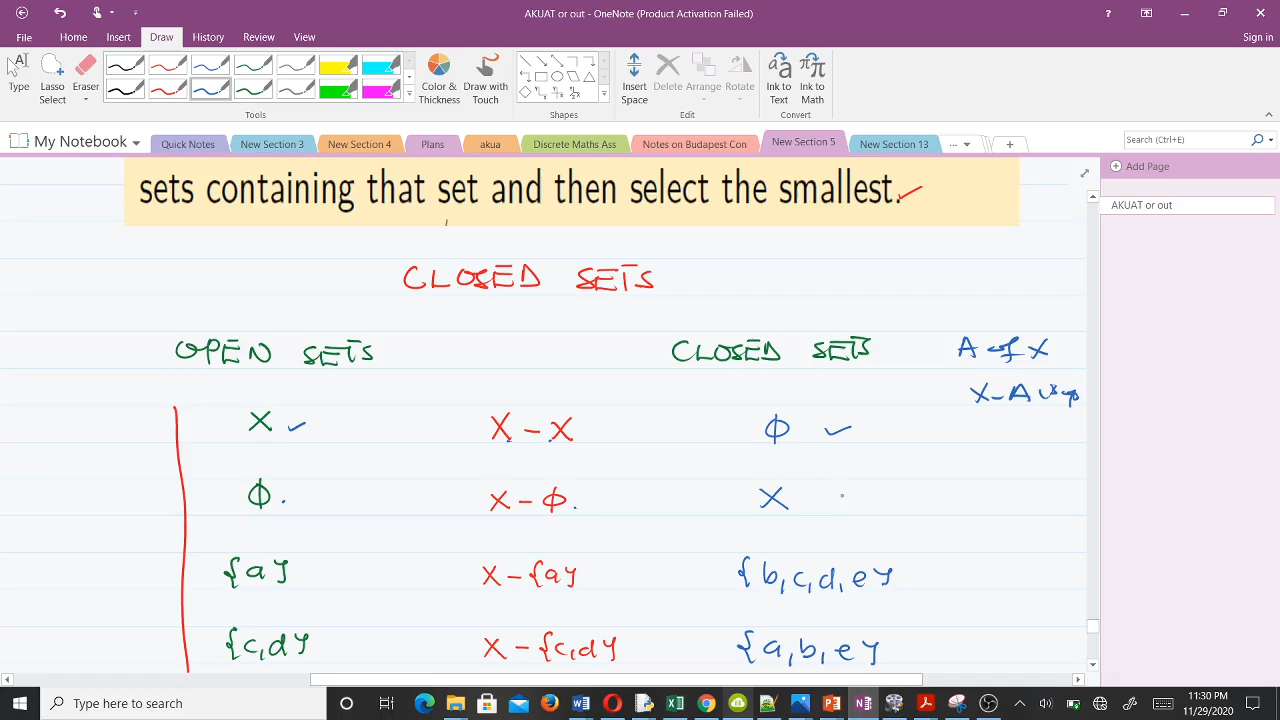 AKUAT or out - OneNote (Product Activation Failed)
File Home Insert Draw History Review View Sign in
Type Lasso Select Eraser Color & Thickness Draw with Touch Insert Space Delete Arrange Rotate Ink to Text Ink to Math
Tools Shapes Edit Convert
My Notebook Quick Notes New Section 3 New Section 4 Plans akua Discrete Maths Ass Notes on Budapest Con New Section 5 New Section 13 ... Search (Ctrl+E)
Add Page
AKUAT or out
sets containing that set and then select the smallest.
CLOSED SETS
OPEN SETS CLOSED SETS A of X
X - A is op
X X - X ϕ
ϕ X - ϕ X
{a} X - {a} {b, c, d, e}
{c, d} X - {c, d} {a, b, e}
Type here to search
11:30 PM
11/29/2020